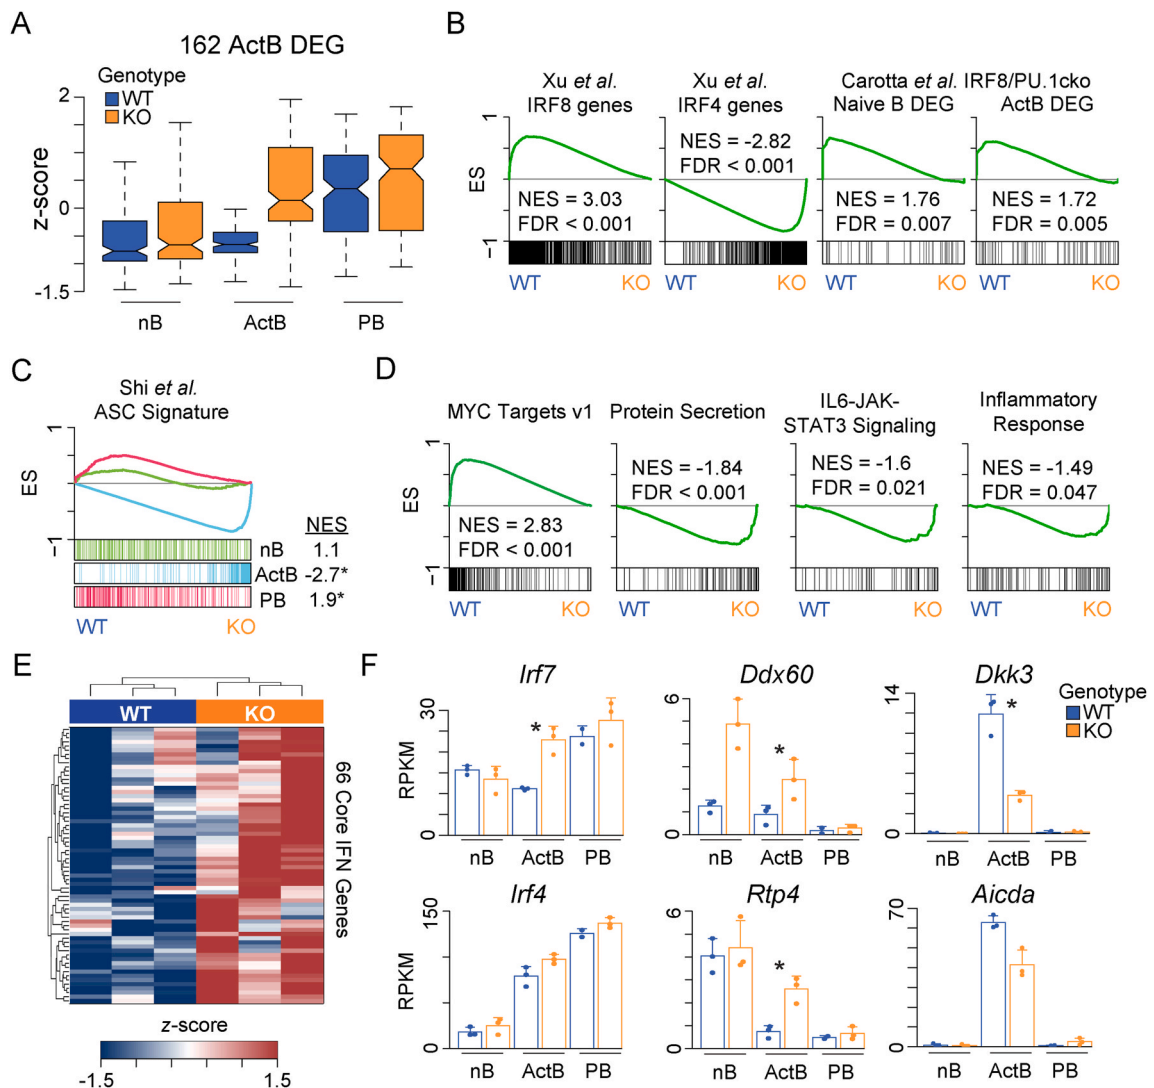 A
162 ActB DEG
Genotype
WT
KO
z-score
2
0
-1.5
nB
ActB
PB
B
Xu et al.
IRF8 genes
Xu et al.
IRF4 genes
Carotta et al. IRF8/PU.1cko
Naive B DEG
ActB DEG
ES
1
−1
NES = 3.03
FDR < 0.001
NES = -2.82
FDR < 0.001
NES = 1.76
FDR = 0.007
NES = 1.72
FDR = 0.005
WT
KO
WT
KO
WT
KO
WT
KO
C
Shi et al.
ASC Signature
ES
1
−1
NES
nB 1.1
ActB -2.7*
PB 1.9*
WT
KO
D
MYC Targets v1
Protein Secretion
IL6-JAK-
STAT3 Signaling
Inflammatory
Response
ES
1
−1
NES = 2.83
FDR < 0.001
NES = -1.84
FDR < 0.001
NES = -1.6
FDR = 0.021
NES = -1.49
FDR = 0.047
WT
KO
WT
KO
WT
KO
WT
KO
E
WT
KO
66 Core IFN Genes
z-score
-1.5
1.5
F
Irf7
RPKM
30
0
*
nB
ActB
PB
Ddx60
6
0
*
nB
ActB
PB
Dkk3
14
0
*
nB
ActB
PB
Genotype
WT
KO
Irf4
RPKM
150
0
nB
ActB
PB
Rtp4
6
0
*
nB
ActB
PB
Aicda
70
0
nB
ActB
PB